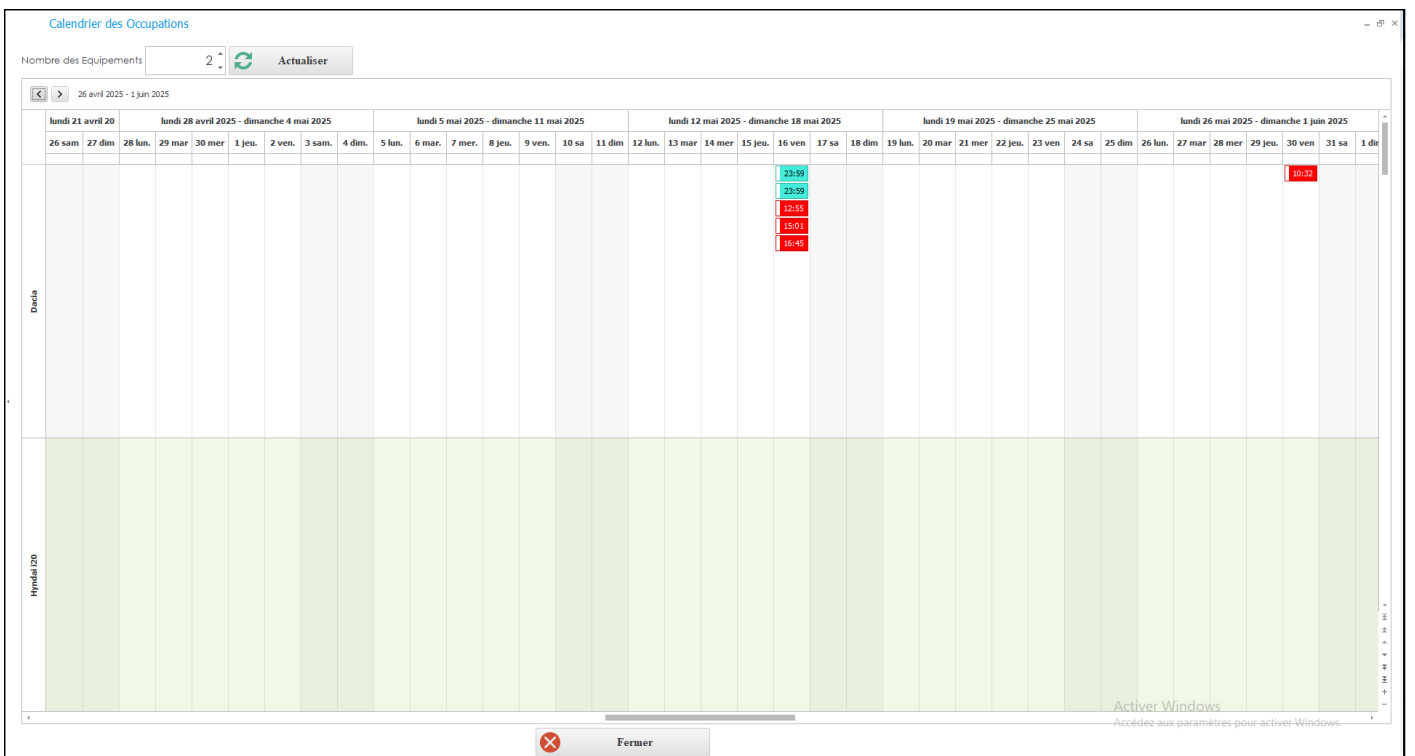 Calendrier des Occupations
Nombre des Equipements 2 Actualiser
26 avril 2025 - 1 juin 2025
lundi 21 avril 20 lundi 28 avril 2025 - dimanche 4 mai 2025 lundi 5 mai 2025 - dimanche 11 mai 2025 lundi 12 mai 2025 - dimanche 18 mai 2025 lundi 19 mai 2025 - dimanche 25 mai 2025 lundi 26 mai 2025 - dimanche 1 juin 2025
26 sam 27 dim 28 lun. 29 mar 30 mer 1 jeu. 2 ven. 3 sam. 4 dim. 5 lun. 6 mar. 7 mer. 8 jeu. 9 ven. 10 sa 11 dim 12 lun. 13 mar 14 mer 15 jeu. 16 ven 17 sa 18 dim 19 lun. 20 mar 21 mer 22 jeu. 23 ven 24 sa 25 dim 26 lun. 27 mar 28 mer 29 jeu. 30 ven 31 sa 1 dir
23:59 10:32
23:59
12:55
15:01
16:45
Dacia
Hyndai i20
Activer Windows
Accédez aux paramètres pour activer Windows.
Fermer